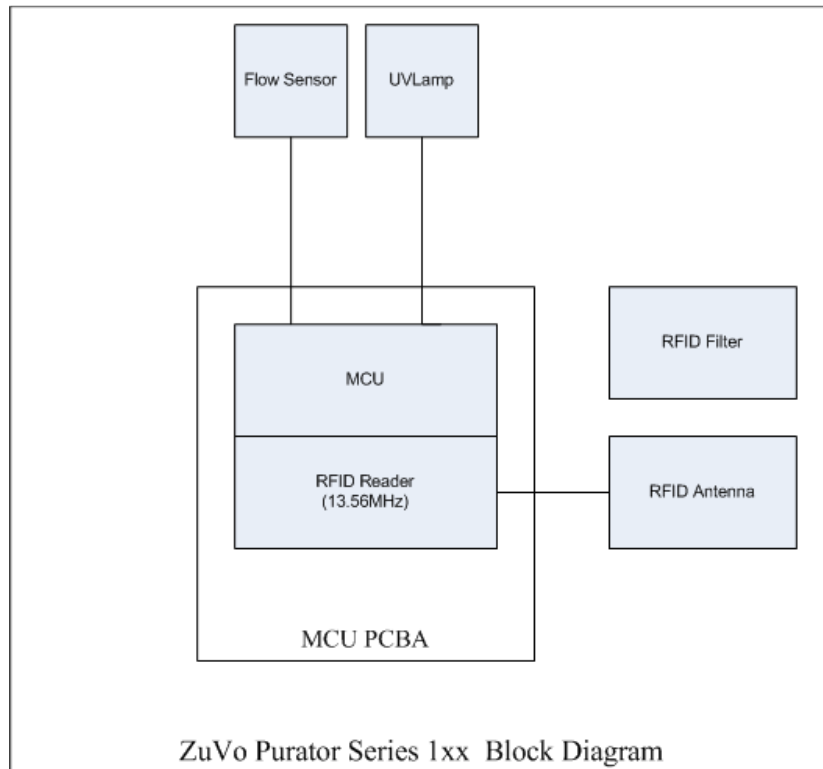 Flow Sensor
UVLamp
RFID Filter
MCU
RFID Reader
(13.56MHz)
RFID Antenna
MCU PCBA
ZuVo Purator Series 1xx Block Diagram